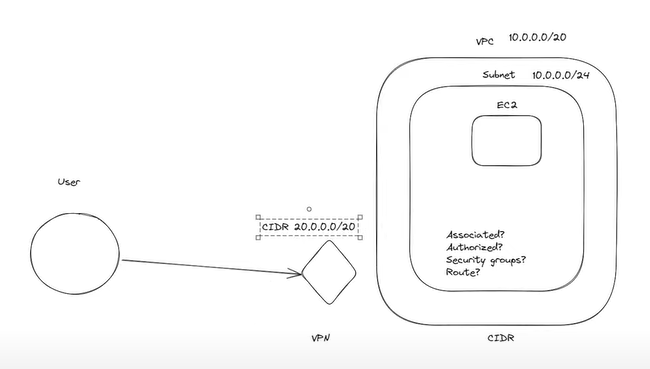 VPC 10.0.0.0/20
Subnet 10.0.0.0/24
EC2
User
CIDR 20.0.0.0/20
Associated?
Authorized?
Security groups?
Route?
VPN
CIDR